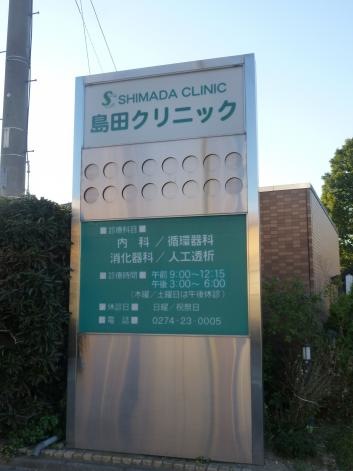 SHIMADA CLINIC
島田クリニック
■診療科目■
内科／循環器科
消化器科／人工透析
■診療時間■ 午前 9:00〜12:15
午後 3:00〜 6:00
（木曜／土曜日は午後休診）
■休診日■ 日曜／祝祭日
■電話■ 0274-23-0005